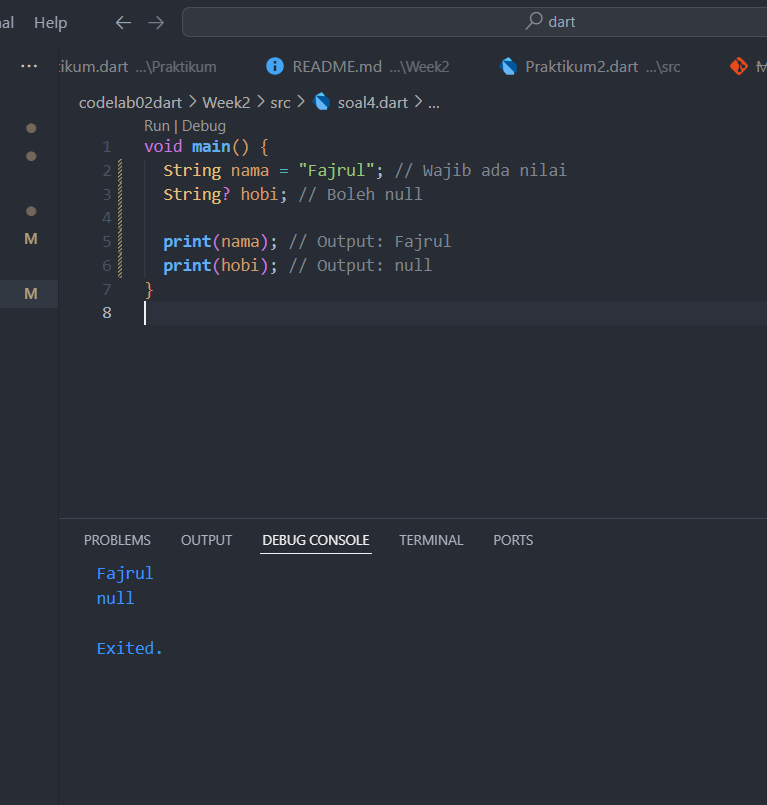 al Help dart
ikum.dart ...\Praktikum README.md ...\Week2 Praktikum2.dart ...\src
codelab02dart > Week2 > src > soal4.dart > ...
Run | Debug
1 void main() {
2 String nama = "Fajrul"; // Wajib ada nilai
3 String? hobi; // Boleh null
4
M 5 print(nama); // Output: Fajrul
6 print(hobi); // Output: null
M 7 }
8
PROBLEMS OUTPUT DEBUG CONSOLE TERMINAL PORTS
Fajrul
null
Exited.